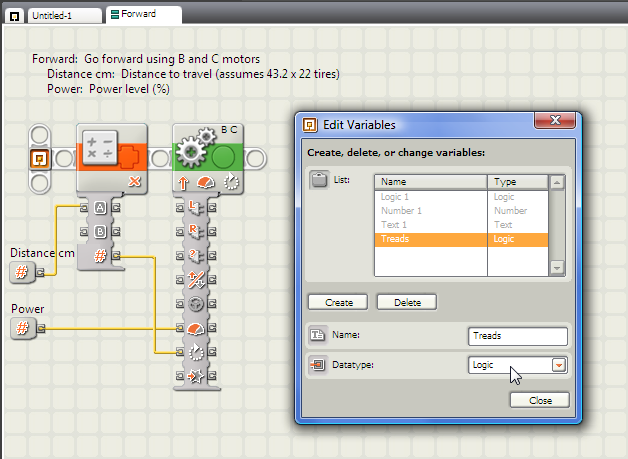 Untitled-1
Forward
Forward: Go forward using B and C motors
Distance cm: Distance to travel (assumes 43.2 x 22 tires)
Power: Power level (%)
B C
A
B
#
Distance cm
#
Power
#
L
R
?
Edit Variables
Create, delete, or change variables:
List:
Name Type
Logic 1 Logic
Number 1 Number
Text 1 Text
Treads Logic
Create Delete
Name: Treads
Datatype: Logic
Close